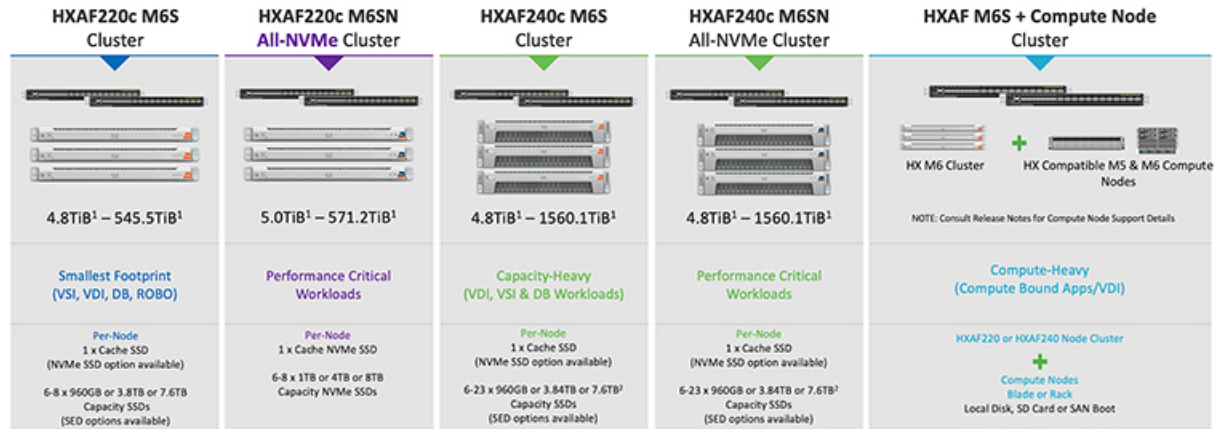 HXAF220c M6S
Cluster
4.8TiB¹ – 545.5TiB¹
Smallest Footprint
(VSI, VDI, DB, ROBO)
Per-Node
1 x Cache SSD
(NVMe SSD option available)
6-8 x 960GB or 3.8TB or 7.6TB
Capacity SSDs
(SED options available)
HXAF220c M6SN
All-NVMe Cluster
5.0TiB¹ – 571.2TiB¹
Performance Critical
Workloads
Per-Node
1 x Cache NVMe SSD
6-8 x 1TB or 4TB or 8TB
Capacity NVMe SSDs
HXAF240c M6S
Cluster
4.8TiB¹ – 1560.1TiB¹
Capacity-Heavy
(VDI, VSI & DB Workloads)
Per-Node
1 x Cache SSD
(NVMe SSD option available)
6-23 x 960GB or 3.84TB or 7.6TB²
Capacity SSDs
(SED options available)
HXAF240c M6SN
All-NVMe Cluster
4.8TiB¹ – 1560.1TiB¹
Performance Critical
Workloads
Per-Node
1 x Cache SSD
(NVMe SSD option available)
6-23 x 960GB or 3.84TB or 7.6TB²
Capacity SSDs
(SED options available)
HXAF M6S + Compute Node
Cluster
HX M6 Cluster
+
HX Compatible M5 & M6 Compute
Nodes
NOTE: Consult Release Notes for Compute Node Support Details
Compute-Heavy
(Compute Bound Apps/VDI)
HXAF220 or HXAF240 Node Cluster
+
Compute Nodes
Blade or Rack
Local Disk, SD Card or SAN Boot